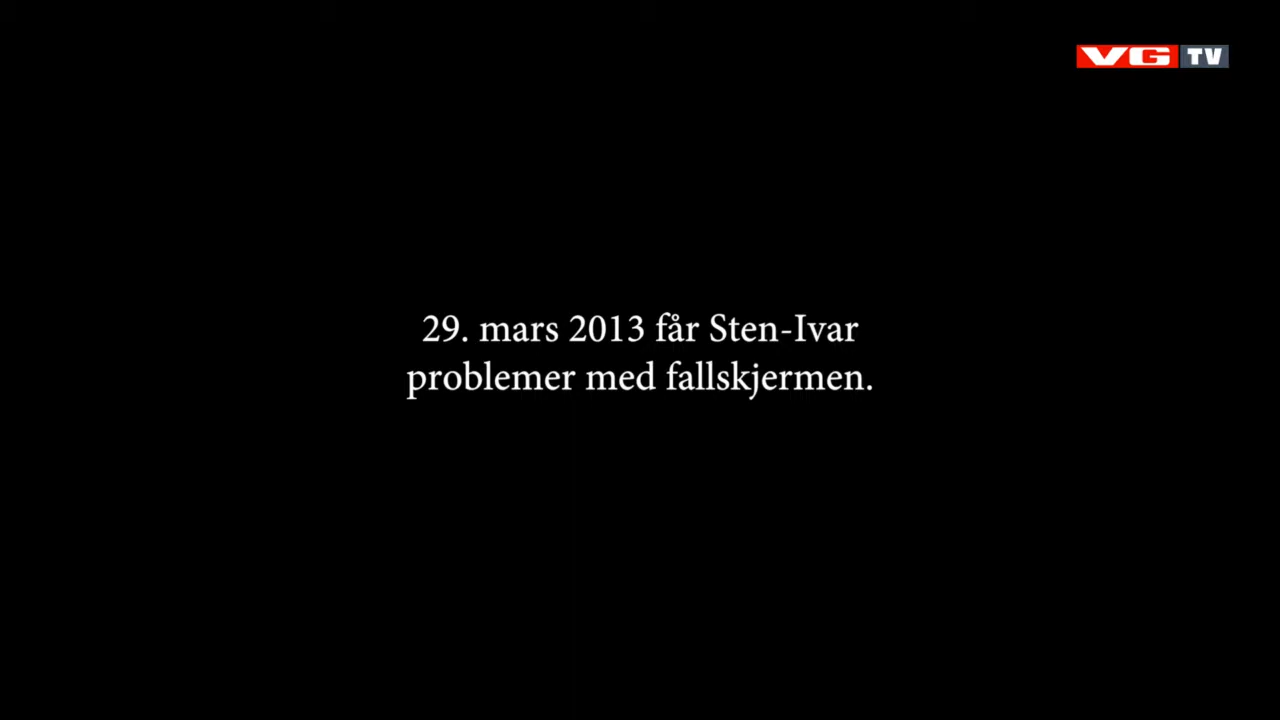 VG TV
29. mars 2013 får Sten-Ivar
problemer med fallskjermen.